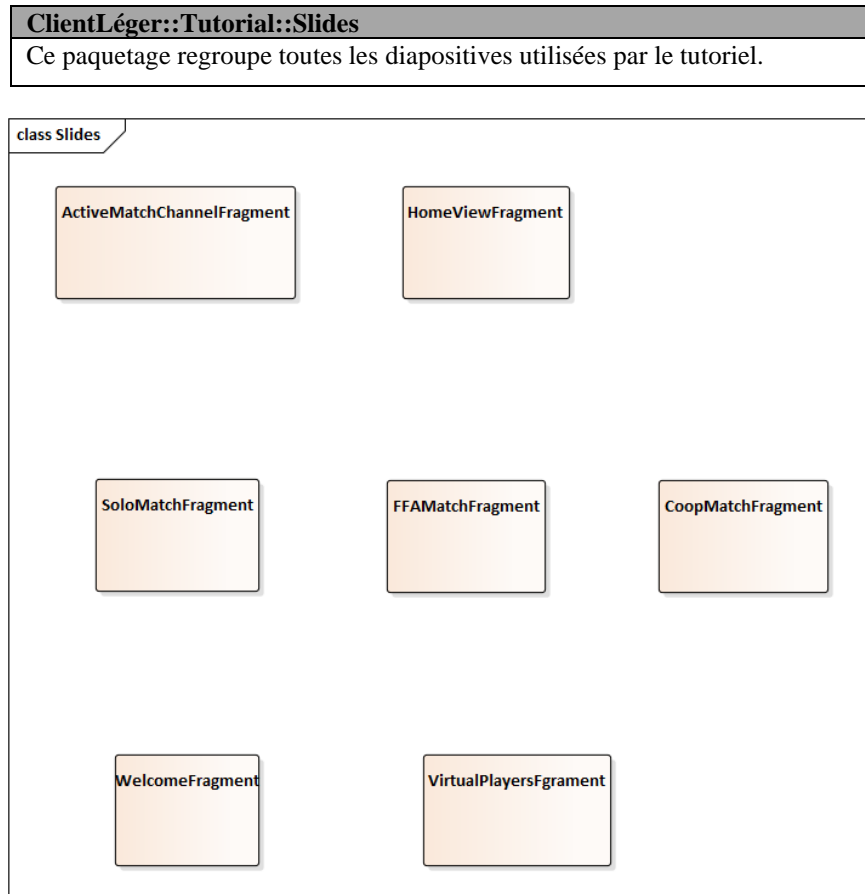 ClientLéger::Tutorial::Slides
Ce paquetage regroupe toutes les diapositives utilisées par le tutoriel.
class Slides
ActiveMatchChannelFragment
HomeViewFragment
SoloMatchFragment
FFAMatchFragment
CoopMatchFragment
WelcomeFragment
VirtualPlayersFgrament